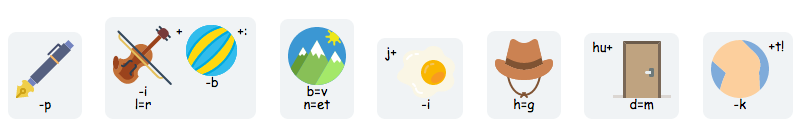 -p
-i
l=r
+
-b
+:
b=v
n=et
j+
-i
h=g
hu+
d=m
-k
+t!